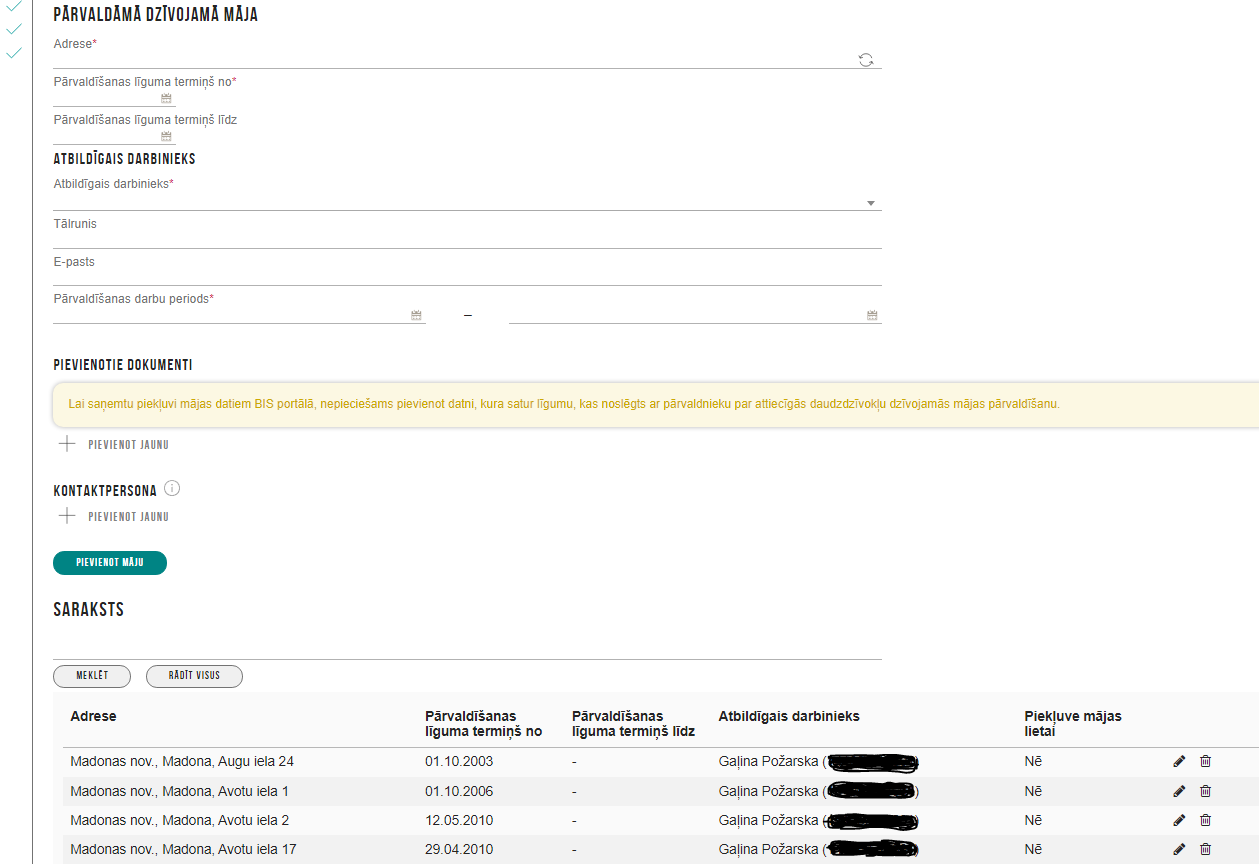 PĀRVALDĀMĀ DZĪVOJAMĀ MĀJA
Adrese*
Pārvaldīšanas līguma termiņš no*
Pārvaldīšanas līguma termiņš līdz
ATBILDĪGAIS DARBINIEKS
Atbildīgais darbinieks*
Tālrunis
E-pasts
Pārvaldīšanas darbu periods*
–
PIEVIENOTIE DOKUMENTI
Lai saņemtu piekļuvi mājas datiem BIS portālā, nepieciešams pievienot datni, kura satur līgumu, kas noslēgts ar pārvaldnieku par attiecīgās daudzdzīvokļu dzīvojamās mājas pārvaldīšanu.
PIEVIENOT JAUNU
KONTAKTPERSONA
PIEVIENOT JAUNU
PIEVIENOT MĀJU
SARAKSTS
MEKLĒT RĀDĪT VISUS
Adrese Pārvaldīšanas līguma termiņš no Pārvaldīšanas līguma termiņš līdz Atbildīgais darbinieks Piekļuve mājas lietai
Madonas nov., Madona, Augu iela 24 01.10.2003 - Gaļina Požarska ( ) Nē
Madonas nov., Madona, Avotu iela 1 01.10.2006 - Gaļina Požarska ( ) Nē
Madonas nov., Madona, Avotu iela 2 12.05.2010 - Gaļina Požarska ( ) Nē
Madonas nov., Madona, Avotu iela 17 29.04.2010 - Gaļina Požarska ( ) Nē